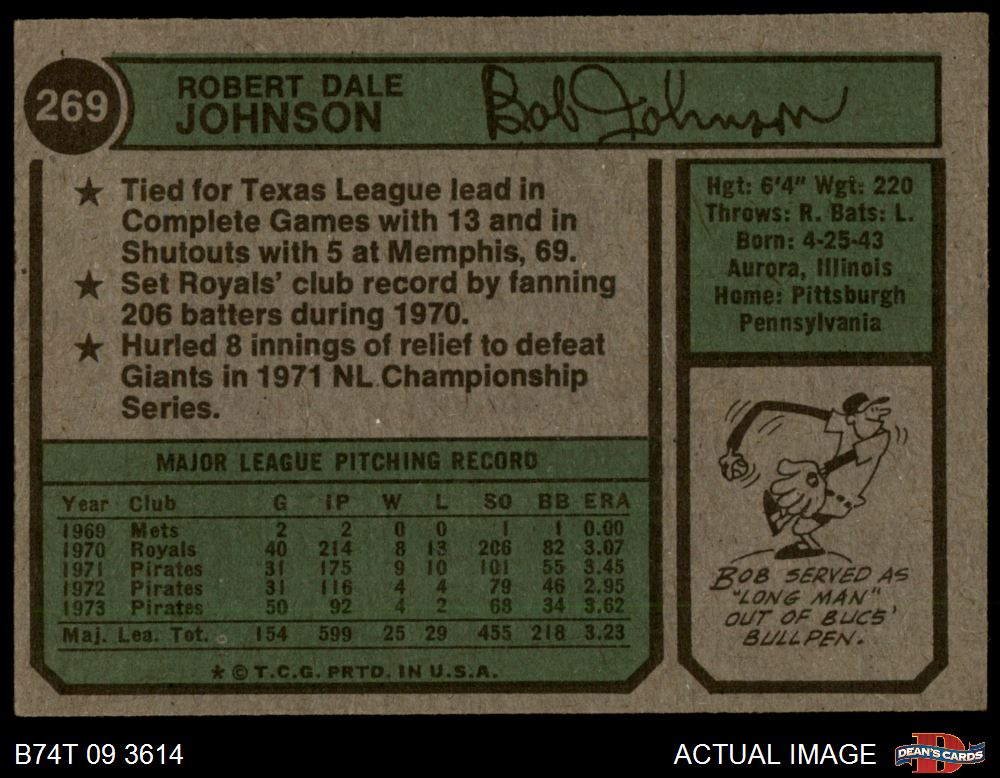 269
ROBERT DALE
JOHNSON
Bob Johnson
★ Tied for Texas League lead in
Complete Games with 13 and in
Shutouts with 5 at Memphis, 69.
★ Set Royals' club record by fanning
206 batters during 1970.
★ Hurled 8 innings of relief to defeat
Giants in 1971 NL Championship
Series.
Hgt: 6'4" Wgt: 220
Throws: R. Bats: L.
Born: 4-25-43
Aurora, Illinois
Home: Pittsburgh
Pennsylvania
MAJOR LEAGUE PITCHING RECORD
Year Club G IP W L SO BB ERA
1969 Mets 2 2 0 0 1 1 0.00
1970 Royals 40 214 8 13 206 82 3.07
1971 Pirates 31 175 9 10 101 55 3.45
1972 Pirates 31 116 4 4 79 46 2.95
1973 Pirates 50 92 4 2 68 34 3.62
Maj. Lea. Tot. 154 599 25 29 455 218 3.23
* © T.C.G. PRTD. IN U.S.A.
BOB SERVED AS
"LONG MAN"
OUT OF BUCS'
BULLPEN.
B74T 09 3614
ACTUAL IMAGE
DEAN'S CARDS